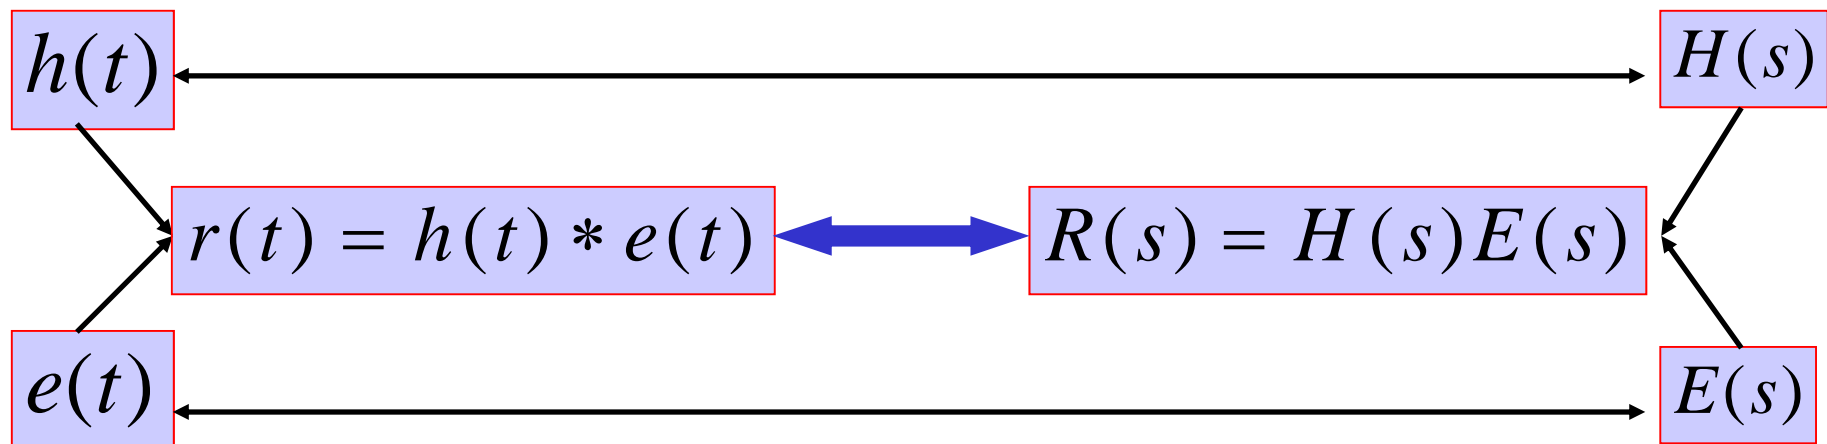 h(t) H(s)
r(t) = h(t) * e(t) R(s) = H(s)E(s)
e(t) E(s)